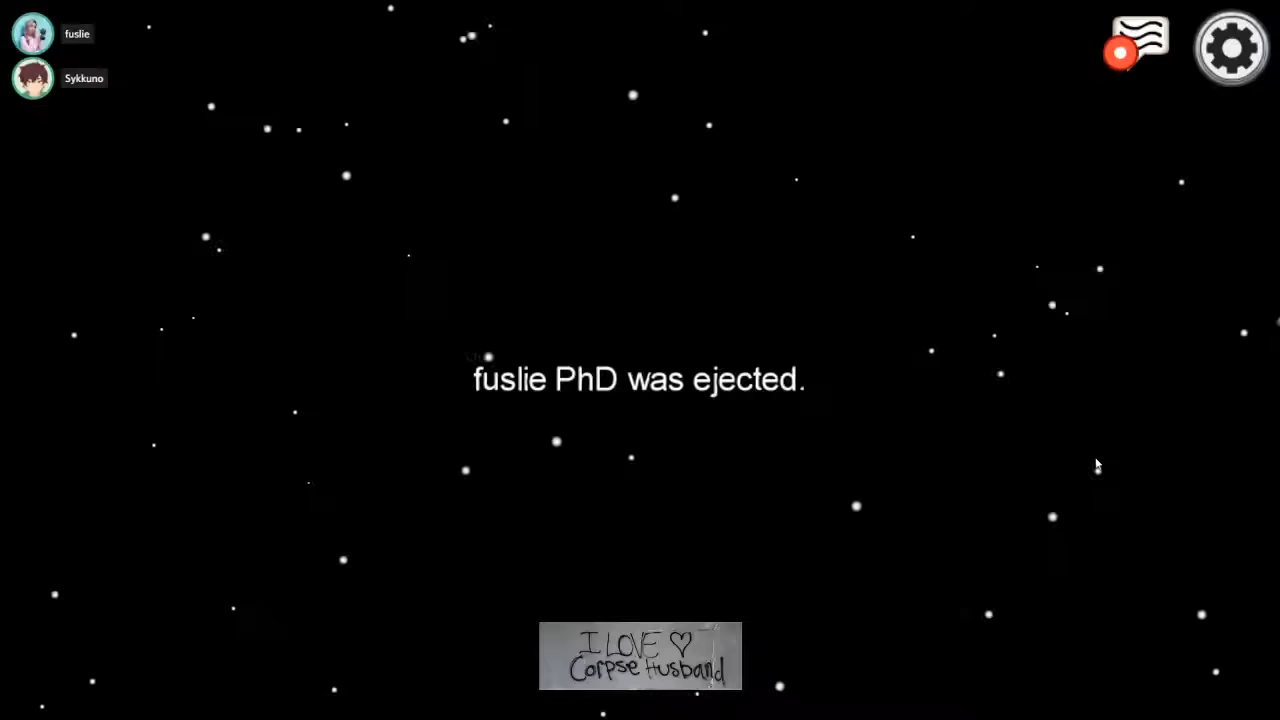 fuslie
Sykkuno
fuslie PhD was ejected.
I LOVE ♡
Corpse Husband